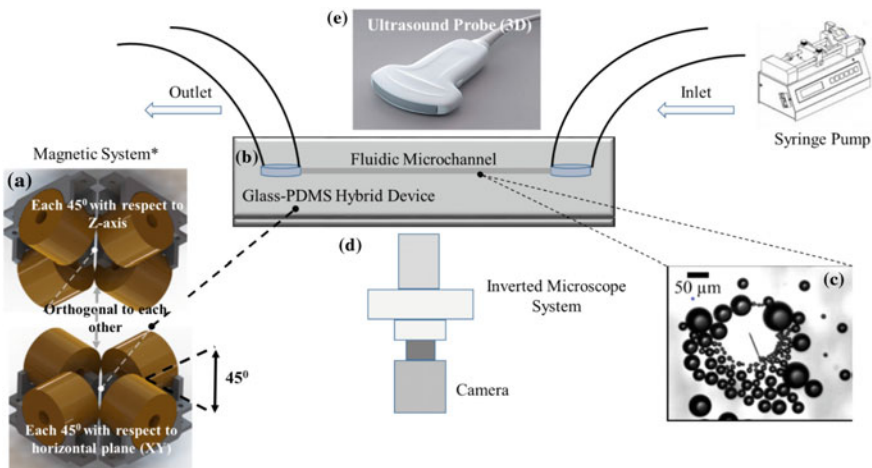 (e)
Ultrasound Probe (3D)
Outlet
Inlet
Syringe Pump
Magnetic System*
(a)
Each 45⁰ with respect to
Z-axis
Orthogonal to each
other
45⁰
Each 45⁰ with respect to
horizontal plane (XY)
(b)
Fluidic Microchannel
Glass-PDMS Hybrid Device
(d)
Inverted Microscope
System
Camera
(c)
50 µm